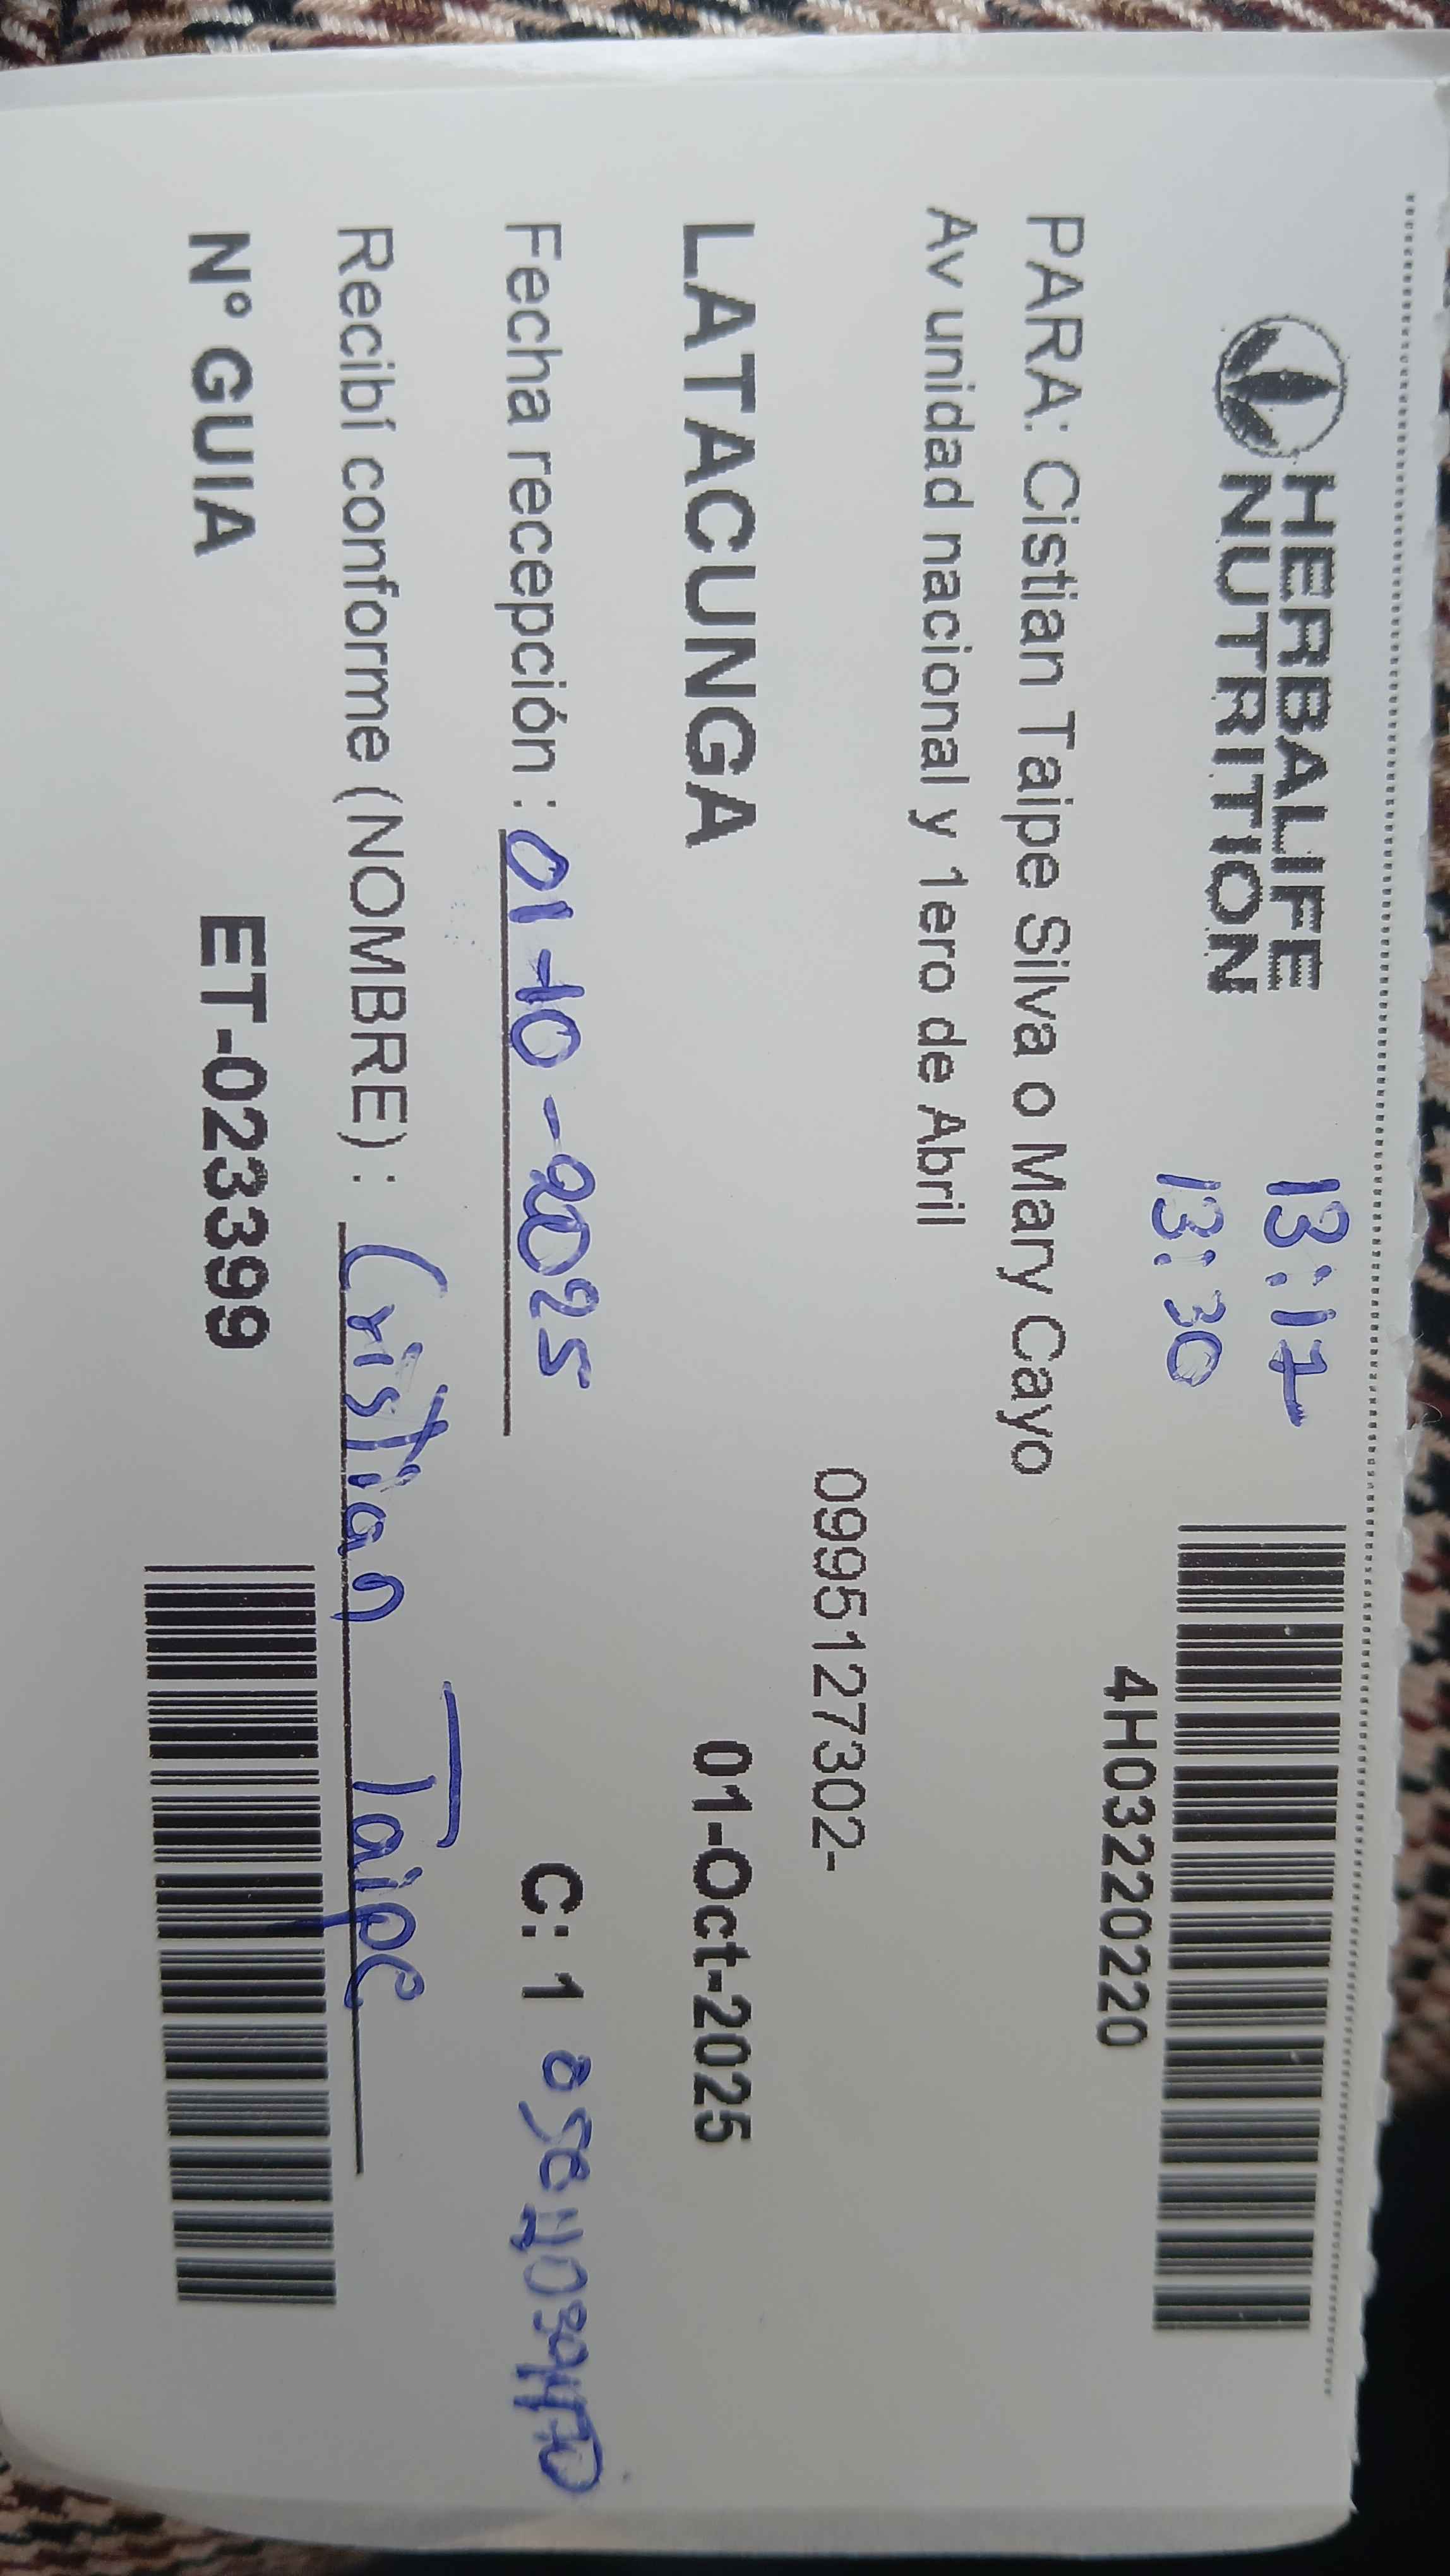 HERBALIFE
NUTRITION
13:17
13:30
4H03220220
PARA: Cistian Taipe Silva o Mary Cayo
Av unidad nacional y 1ero de Abril
0995127302-
LATACUNGA
01-Oct-2025
Fecha recepción : 01-10-2025
C: 1
Recibí conforme (NOMBRE) : Cristian Taipe
N° GUIA
ET-023399